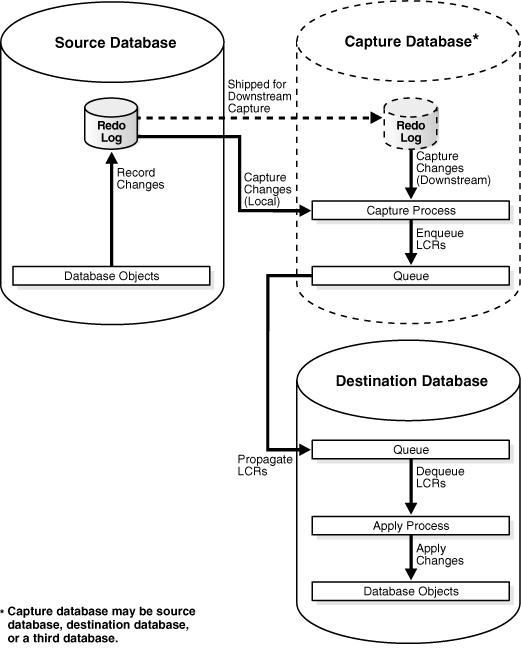 Source Database
Capture Database*
Shipped for
Downstream
Capture
Redo
Log
Redo
Log
Record
Changes
Capture
Changes
(Local)
Capture
Changes
(Downstream)
Capture Process
Enqueue
LCRs
Database Objects
Queue
Destination Database
Propagate
LCRs
Queue
Dequeue
LCRs
Apply Process
Apply
Changes
Database Objects
* Capture database may be source
database, destination database,
or a third database.